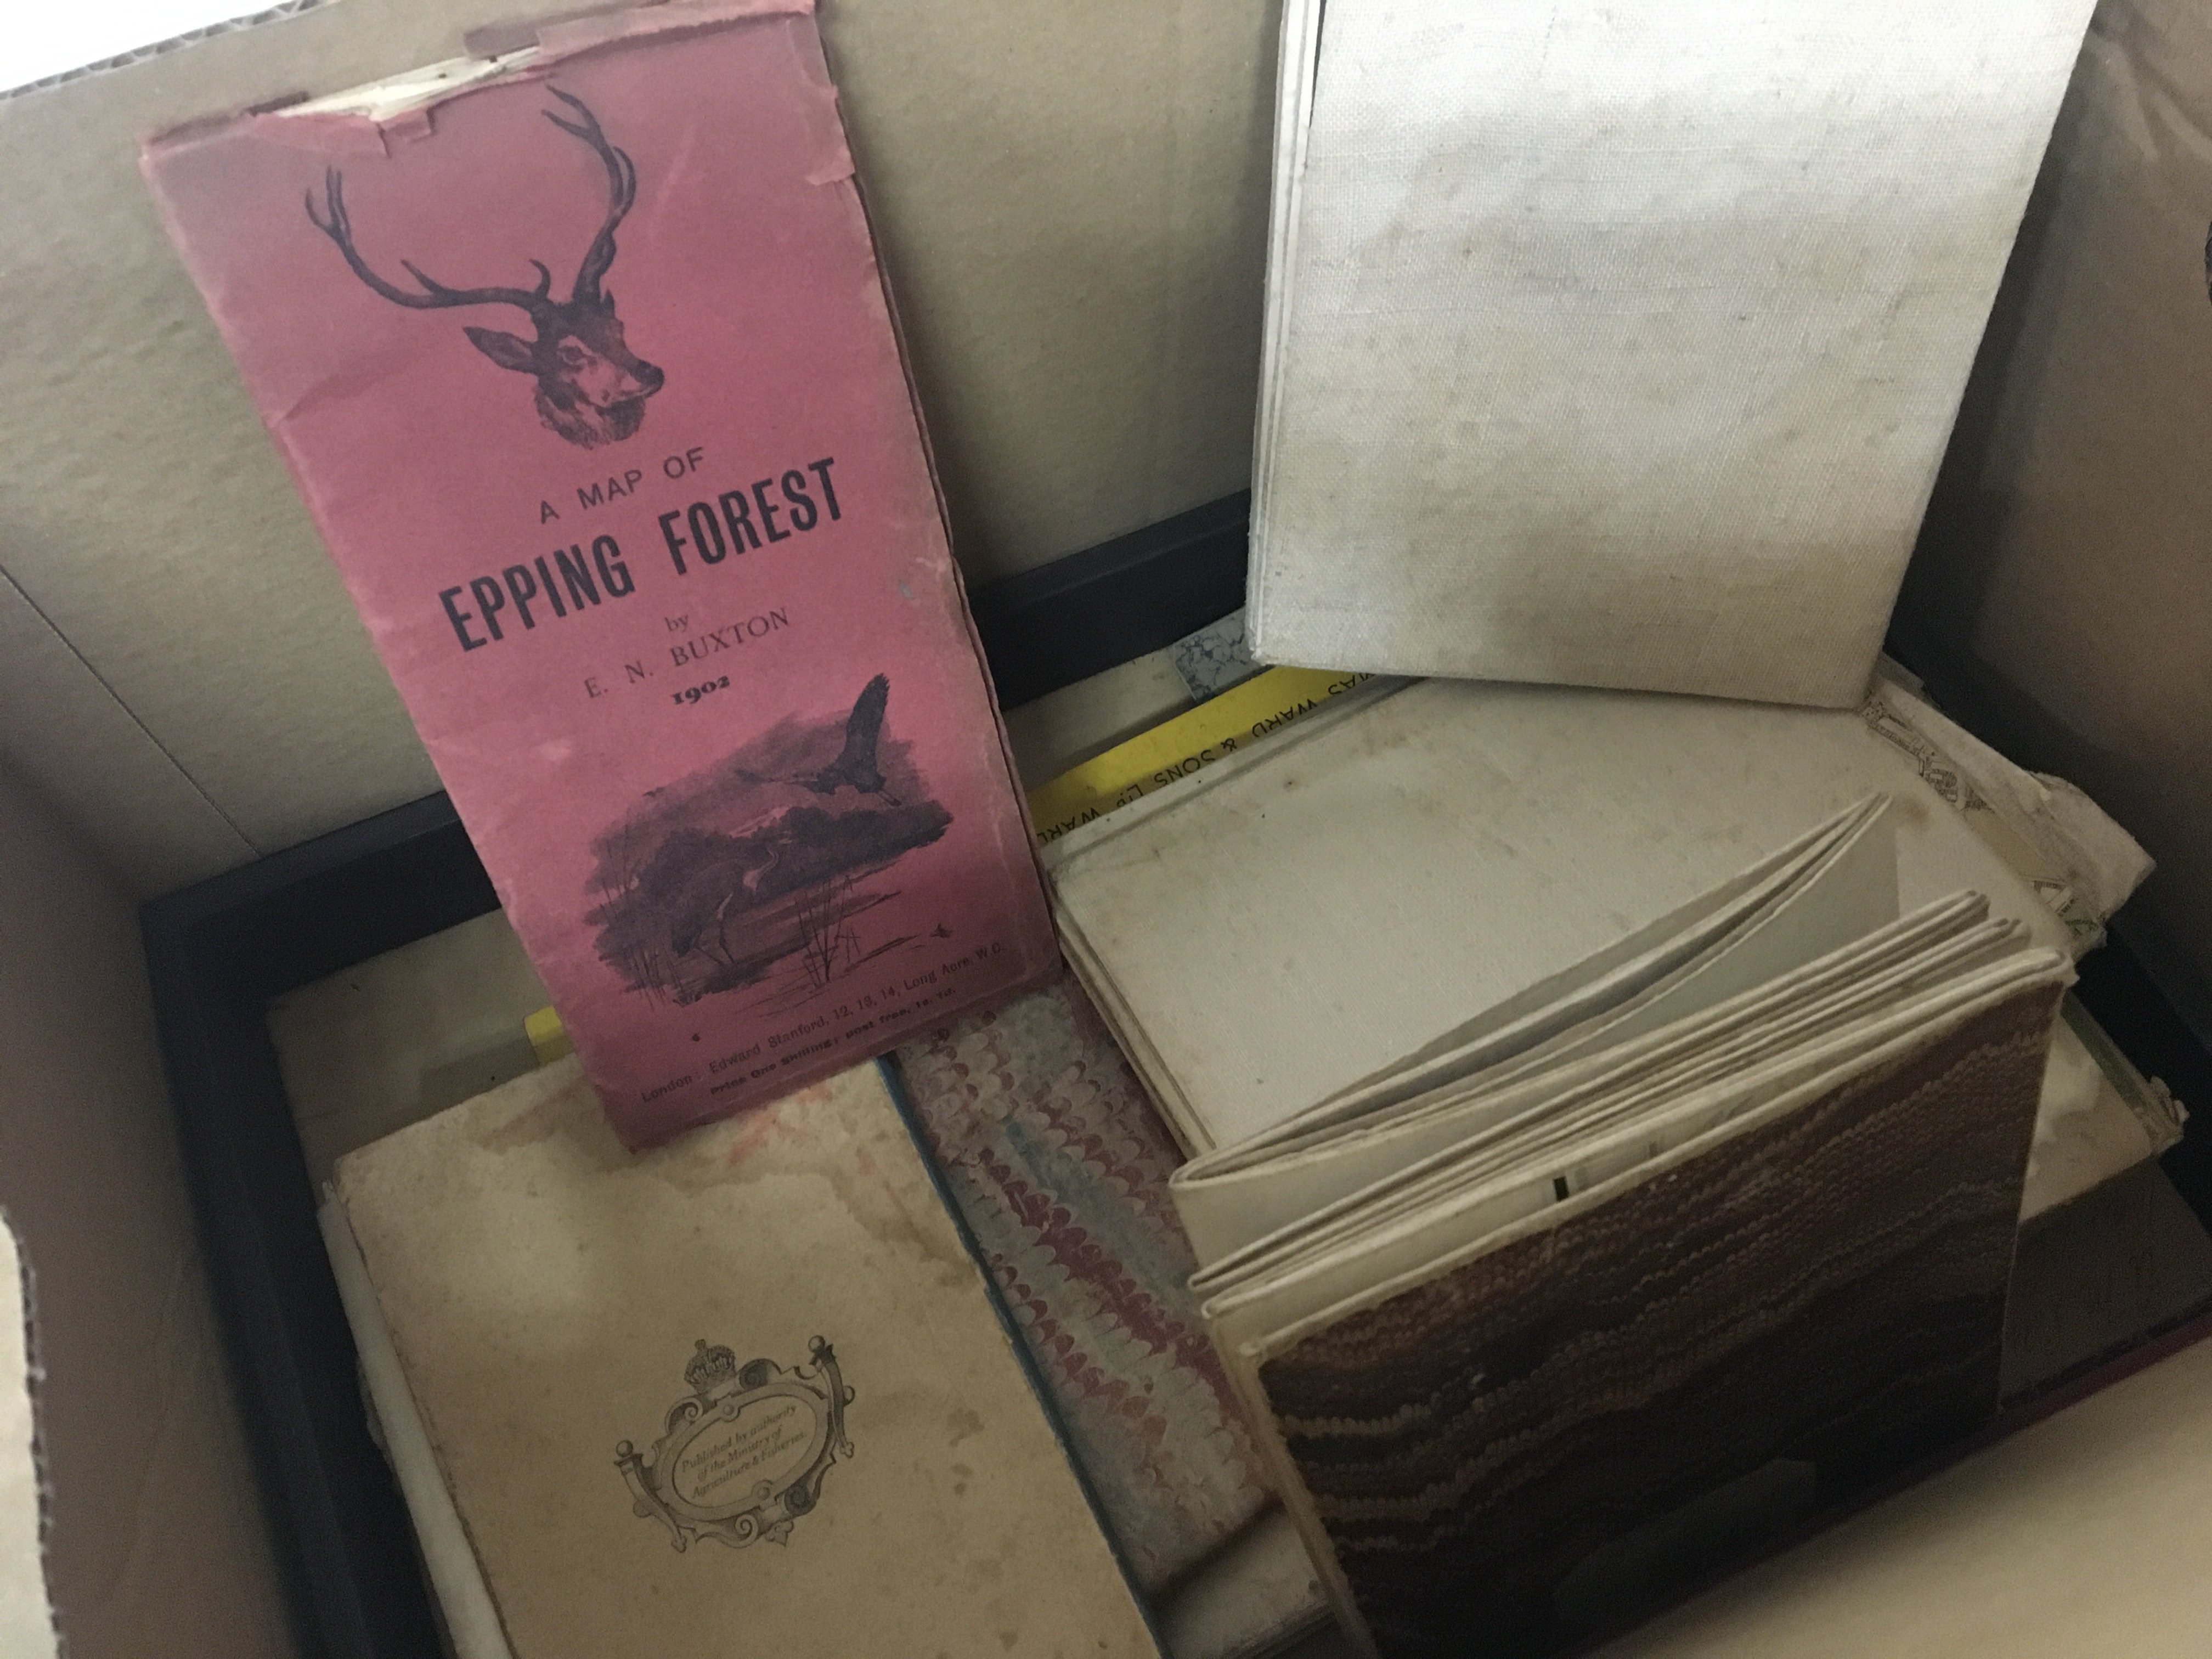 A MAP OF
EPPING FOREST
by
E. N. BUXTON
1902
London: Edward Stanford, 12, 13, 14, Long Acre, W.C.
Price One Shilling; post free, 1s. 1d.
WARD & SONS LTD
Published by authority
of the Ministry of
Agriculture & Fisheries.